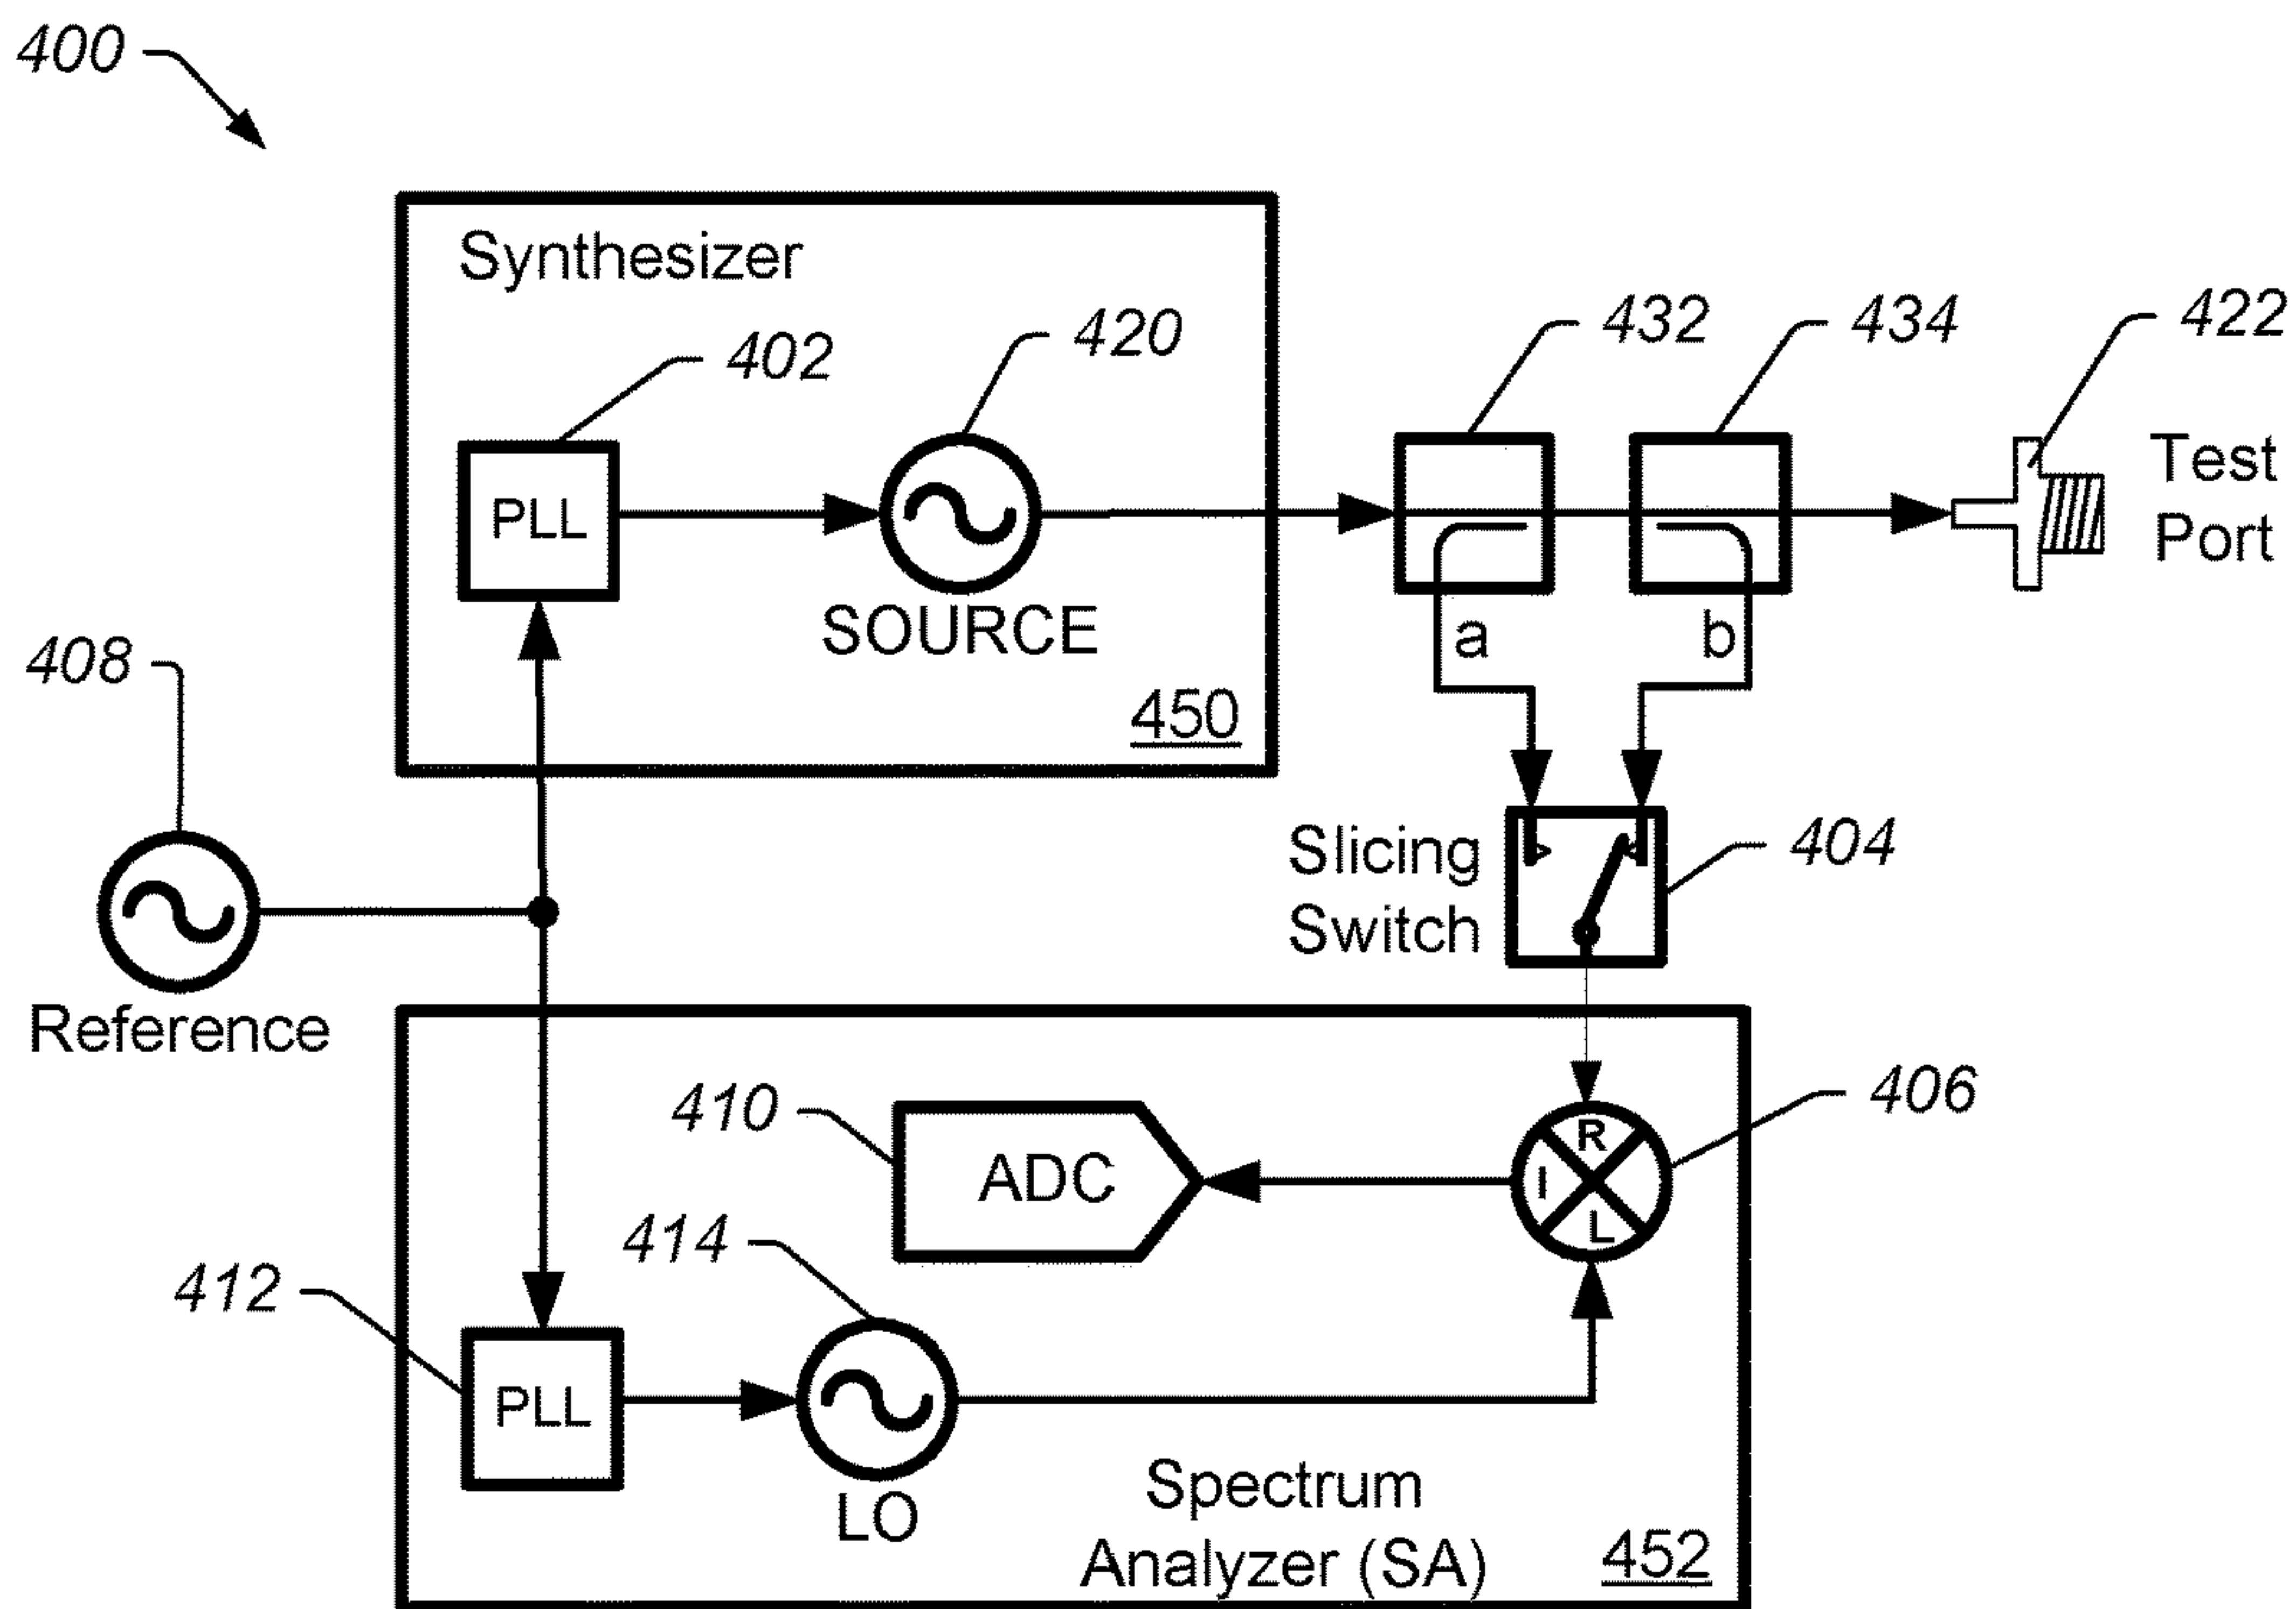 400
Synthesizer
402
420
432
434
422
PLL
SOURCE
Test
Port
408
a
b
450
Reference
Slicing
Switch
404
410
ADC
R
I
L
406
412
414
PLL
LO
Spectrum
Analyzer (SA)
452